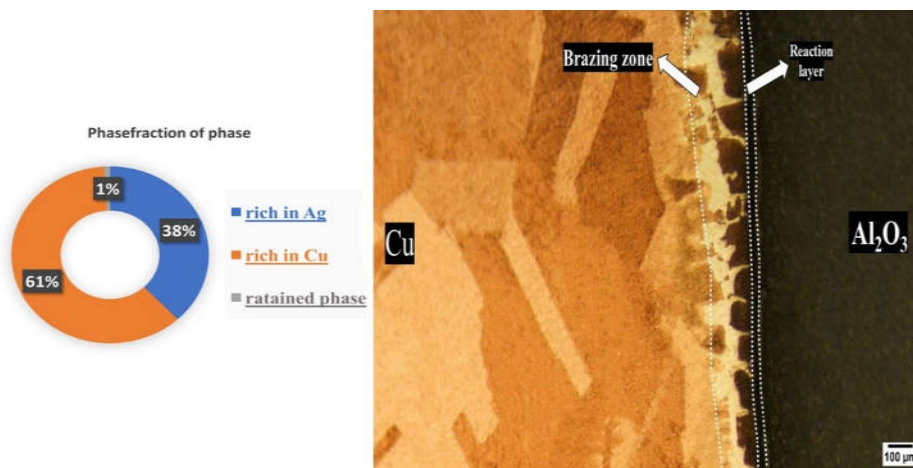 Phasefraction of phase
1%
38%
61%
rich in Ag
rich in Cu
ratained phase
Brazing zone
Reaction
layer
Cu
Al₂O₃
100 µm